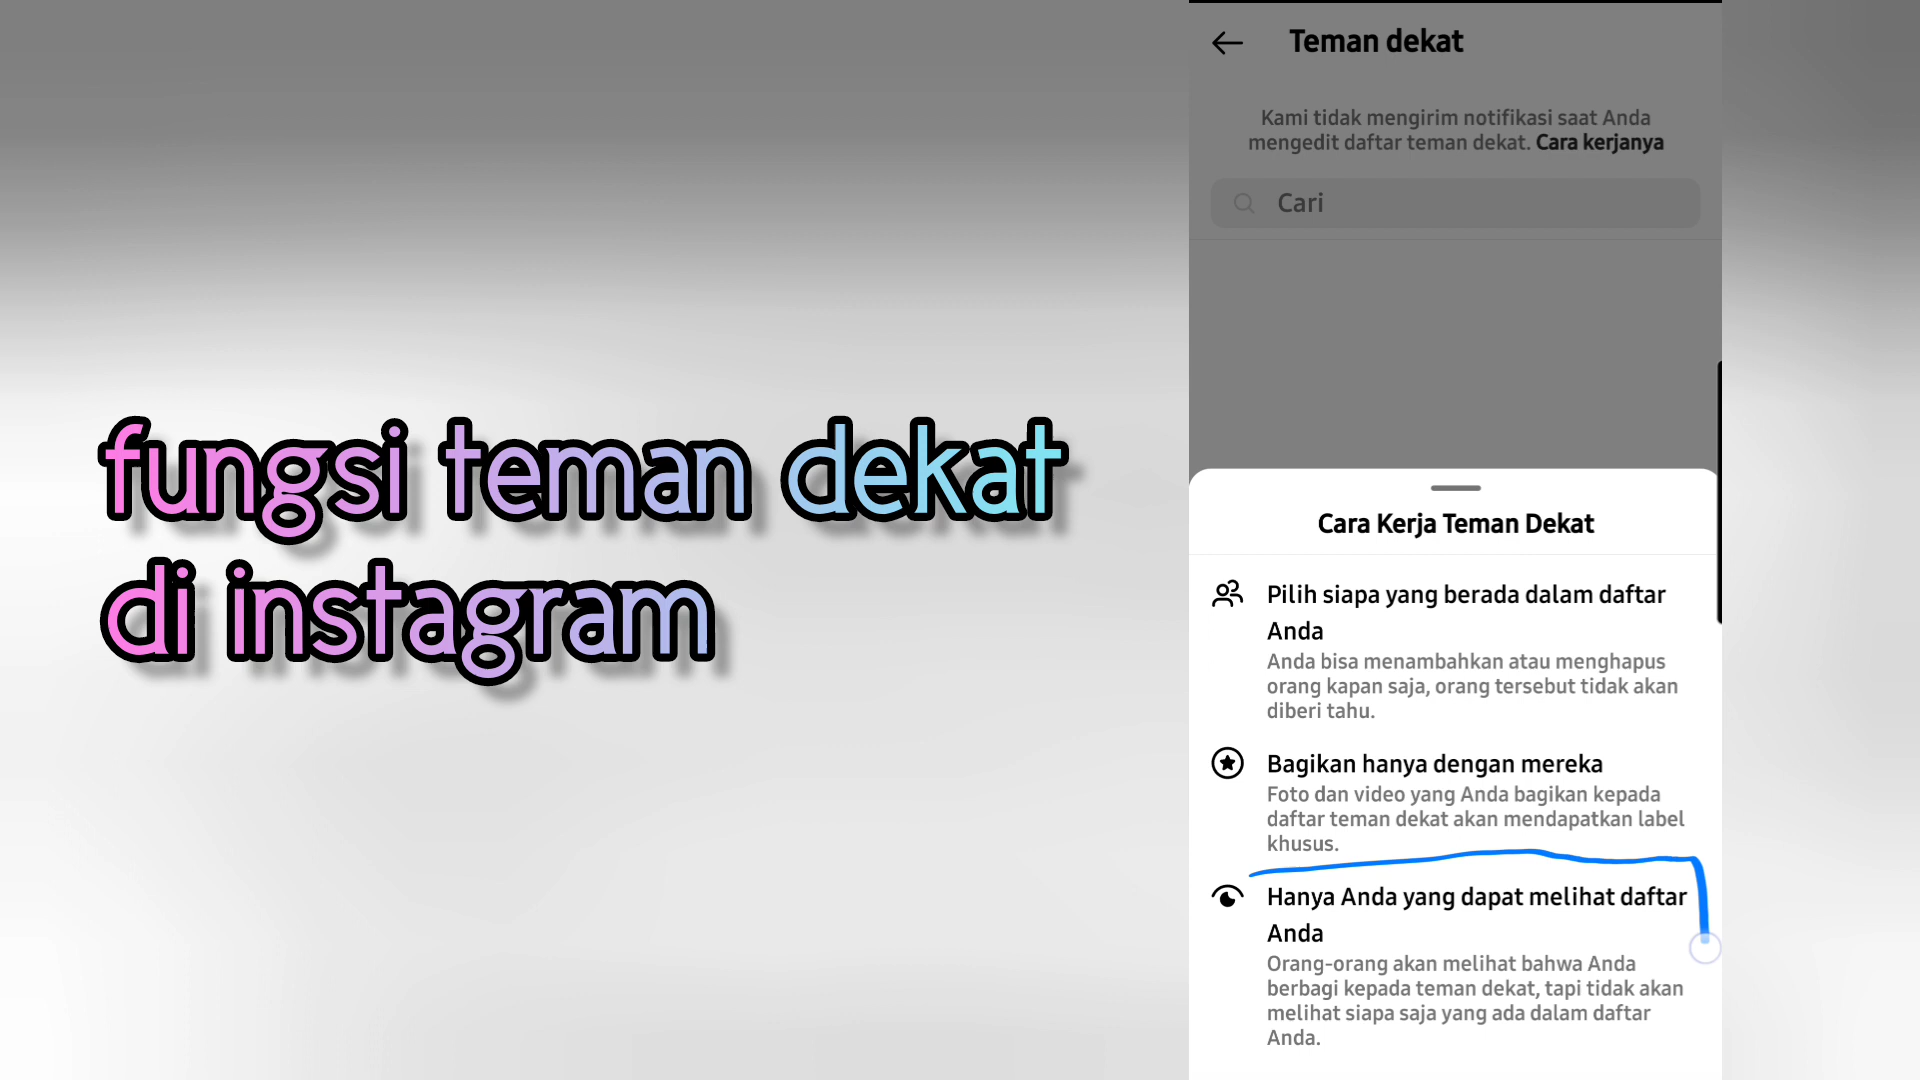 fungsi teman dekat
di instagram
Teman dekat
Kami tidak mengirim notifikasi saat Anda
mengedit daftar teman dekat. Cara kerjanya
Cari
Cara Kerja Teman Dekat
Pilih siapa yang berada dalam daftar
Anda
Anda bisa menambahkan atau menghapus
orang kapan saja, orang tersebut tidak akan
diberi tahu.
Bagikan hanya dengan mereka
Foto dan video yang Anda bagikan kepada
daftar teman dekat akan mendapatkan label
khusus.
Hanya Anda yang dapat melihat daftar
Anda
Orang-orang akan melihat bahwa Anda
berbagi kepada teman dekat, tapi tidak akan
melihat siapa saja yang ada dalam daftar
Anda.